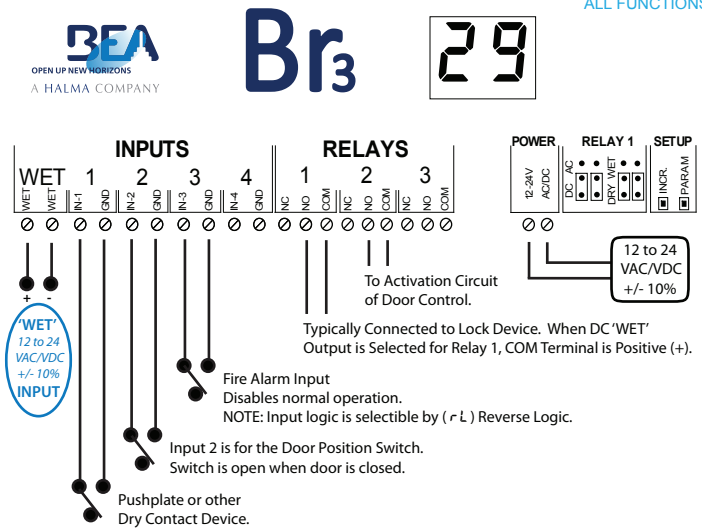 ALL FUNCTIONS
BEA
OPEN UP NEW HORIZONS
A HALMA COMPANY
Br3
29
INPUTS
RELAYS
POWER
RELAY 1
SETUP
WET 1 2 3 4
1 2 3
WET WET IN-1 GND IN-2 GND IN-3 GND IN-4 GND
NC NO COM NC NO COM NC NO COM
12-24V
AC/DC
DC AC
DRY WET
INCR.
PARAM
+ -
'WET'
12 to 24
VAC/VDC
+/- 10%
INPUT
12 to 24
VAC/VDC
+/- 10%
To Activation Circuit
of Door Control.
Typically Connected to Lock Device. When DC 'WET'
Output is Selected for Relay 1, COM Terminal is Positive (+).
Fire Alarm Input
Disables normal operation.
NOTE: Input logic is selectible by ( rL ) Reverse Logic.
Input 2 is for the Door Position Switch.
Switch is open when door is closed.
Pushplate or other
Dry Contact Device.